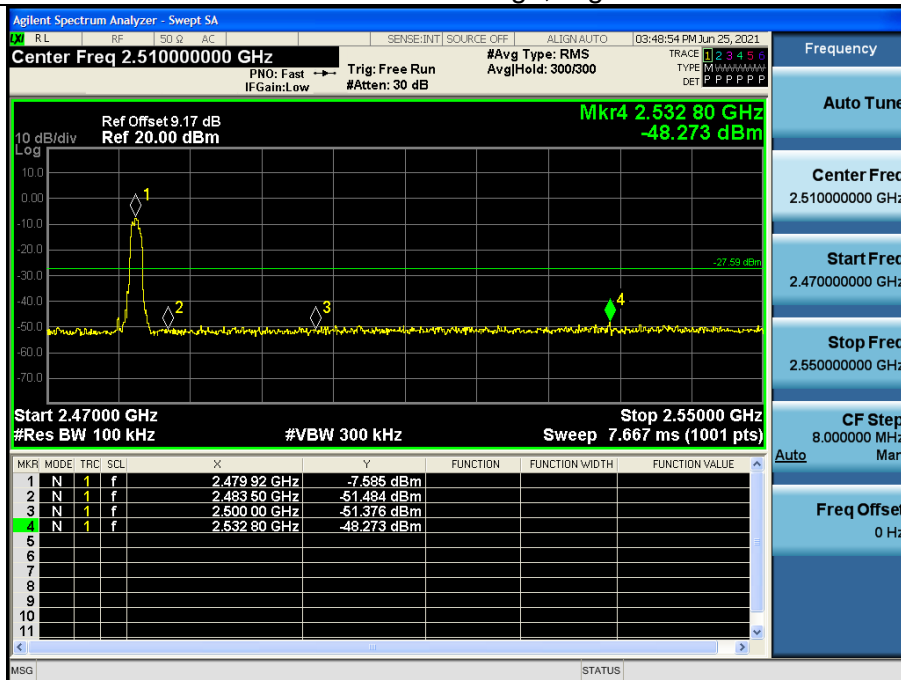 Agilent Spectrum Analyzer - Swept SA
LXI RL RF 50 Ω AC SENSE:INT SOURCE OFF ALIGN AUTO 03:48:54 PM Jun 25, 2021
Center Freq 2.510000000 GHz
PNO: Fast
IFGain:Low
Trig: Free Run
#Atten: 30 dB
#Avg Type: RMS
Avg|Hold: 300/300
TRACE 1 2 3 4 5 6
TYPE M
DET P P P P P P
Frequency
Auto Tune
Center Freq
2.510000000 GHz
Start Freq
2.470000000 GHz
Stop Freq
2.550000000 GHz
CF Step
8.000000 MHz
Auto Man
Freq Offset
0 Hz
Mkr4 2.532 80 GHz
-48.273 dBm
Ref Offset 9.17 dB
10 dB/div Ref 20.00 dBm
Log
10.0
0.00
-10.0
-20.0
-30.0
-40.0
-50.0
-60.0
-70.0
1
2
3
4
-27.59 dBm
Start 2.47000 GHz Stop 2.55000 GHz
#Res BW 100 kHz #VBW 300 kHz Sweep 7.667 ms (1001 pts)
MKR MODE TRC SCL X Y FUNCTION FUNCTION WIDTH FUNCTION VALUE
1 N 1 f 2.479 92 GHz -7.585 dBm
2 N 1 f 2.483 50 GHz -51.484 dBm
3 N 1 f 2.500 00 GHz -51.376 dBm
4 N 1 f 2.532 80 GHz -48.273 dBm
5
6
7
8
9
10
11
MSG STATUS